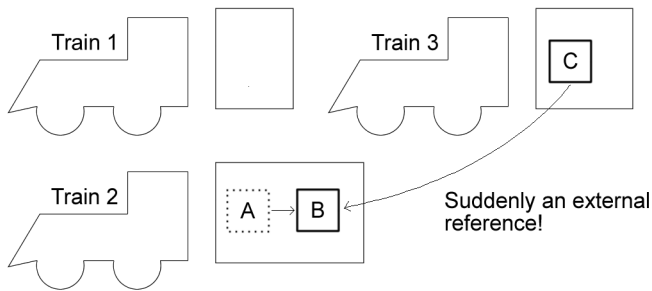 Train 1
Train 3
C
Train 2
A
B
Suddenly an external
reference!